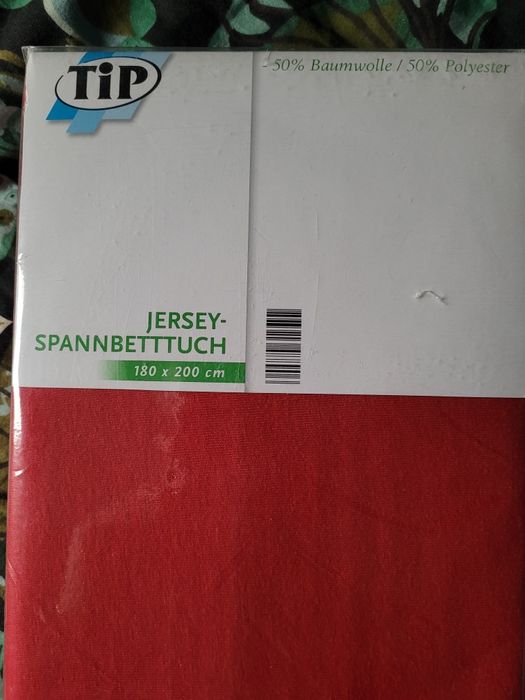 TiP
- 50% Baumwolle / 50% Polyester
JERSEY-
SPANNBETTTUCH
180 x 200 cm